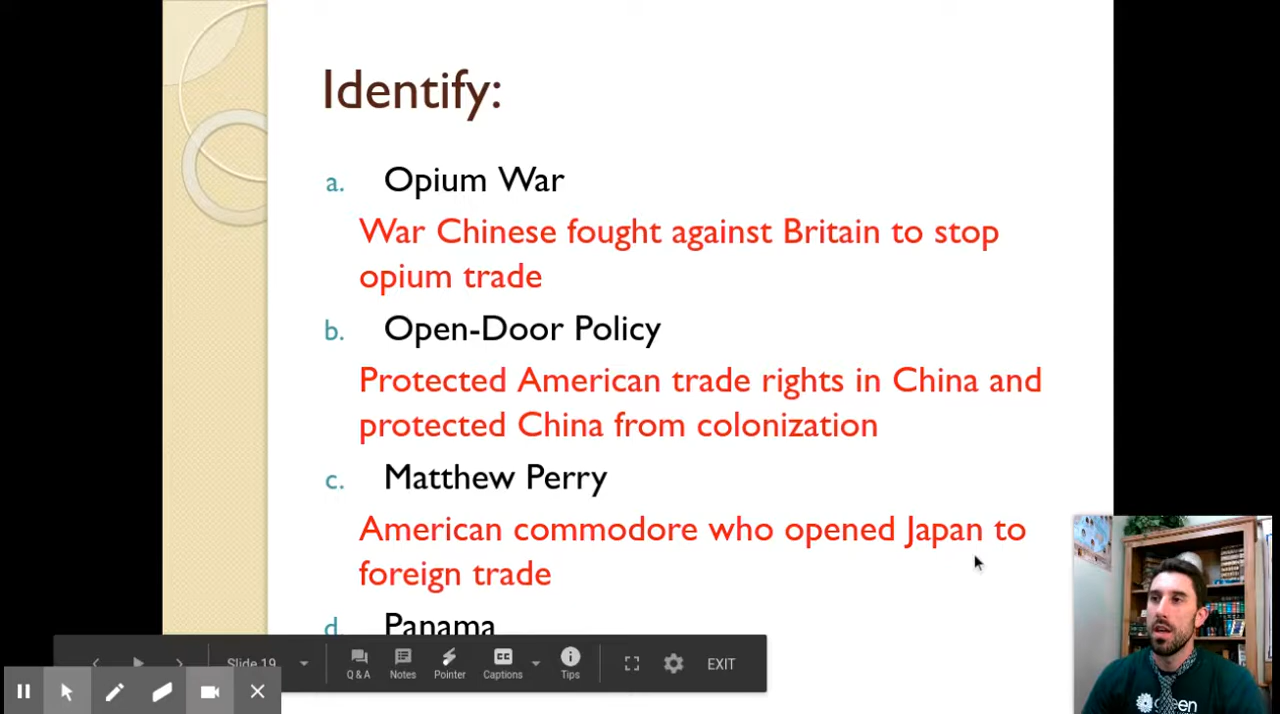 Identify:
a. Opium War
War Chinese fought against Britain to stop
opium trade
b. Open-Door Policy
Protected American trade rights in China and
protected China from colonization
c. Matthew Perry
American commodore who opened Japan to
foreign trade
d. Panama
Slide 19
Q & A
Notes
Pointer
CC
Captions
Tips
EXIT